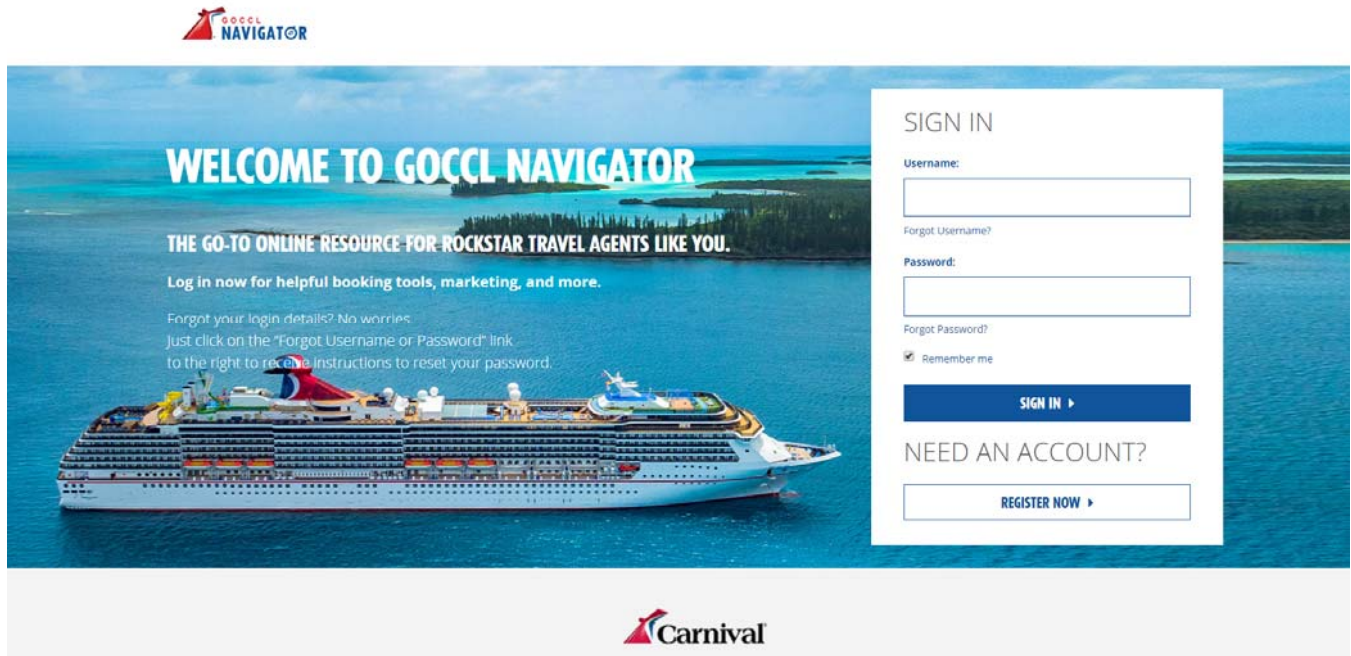 GOCCL
NAVIGATOR
WELCOME TO GOCCL NAVIGATOR
THE GO-TO ONLINE RESOURCE FOR ROCKSTAR TRAVEL AGENTS LIKE YOU.
Log in now for helpful booking tools, marketing, and more.
Forgot your login details? No worries
Just click on the “Forgot Username or Password” link
to the right to receive instructions to reset your password.
SIGN IN
Username:
Forgot Username?
Password:
Forgot Password?
Remember me
SIGN IN
NEED AN ACCOUNT?
REGISTER NOW
Carnival